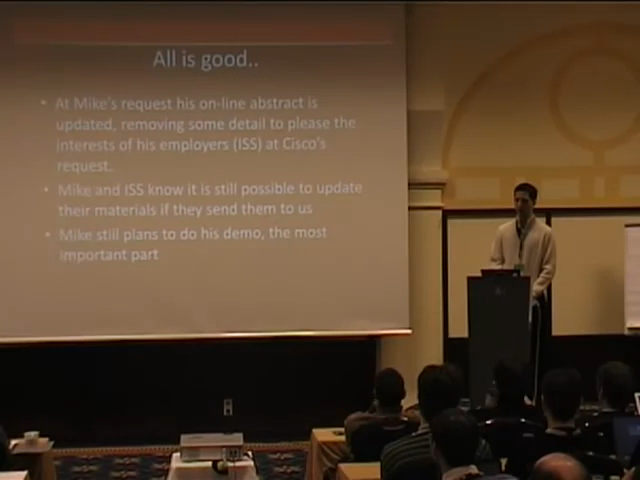 All is good..
• At Mike's request his on-line abstract is
updated, removing some detail to please the
interests of his employers (ISS) at Cisco's
request.
• Mike and ISS know it is still possible to update
their materials if they send them to us
• Mike still plans to do his demo, the most
important part